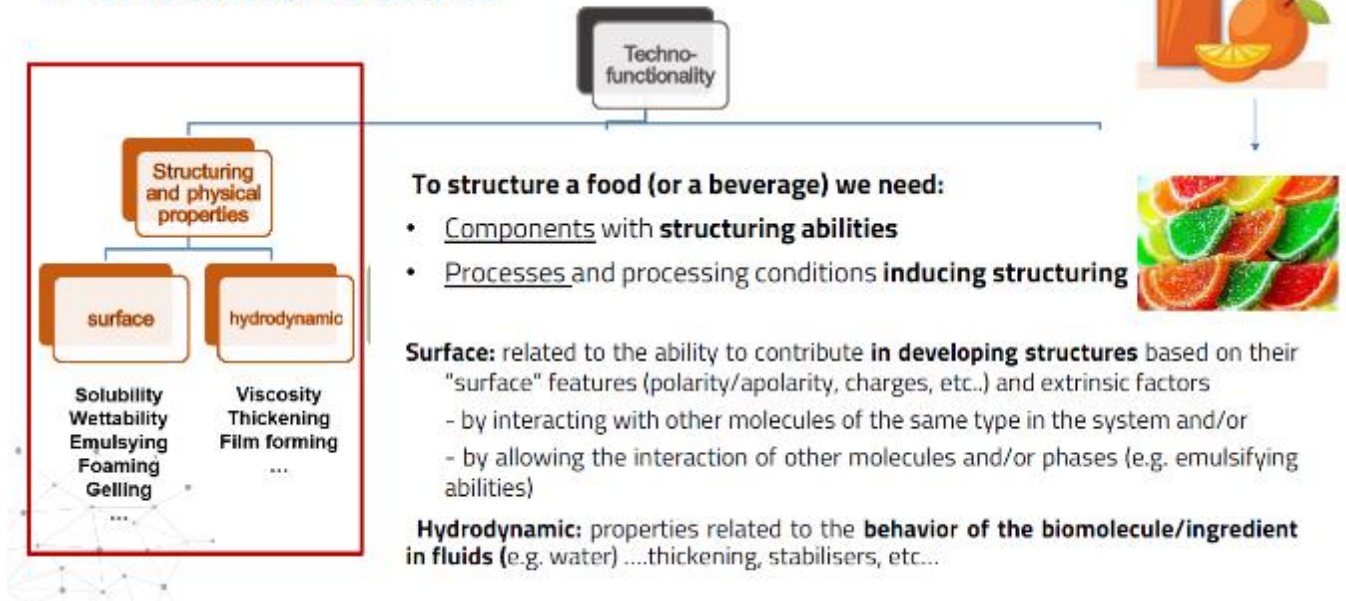 Techno-
functionality
Structuring
and physical
properties
surface
hydrodynamic
Solubility
Wettability
Emulsying
Foaming
Gelling
...
Viscosity
Thickening
Film forming
...
To structure a food (or a beverage) we need:
• Components with structuring abilities
• Processes and processing conditions inducing structuring
Surface: related to the ability to contribute in developing structures based on their
"surface" features (polarity/apolarity, charges, etc..) and extrinsic factors
- by interacting with other molecules of the same type in the system and/or
- by allowing the interaction of other molecules and/or phases (e.g. emulsifying
abilities)
Hydrodynamic: properties related to the behavior of the biomolecule/ingredient
in fluids (e.g. water) ....thickening, stabilisers, etc...